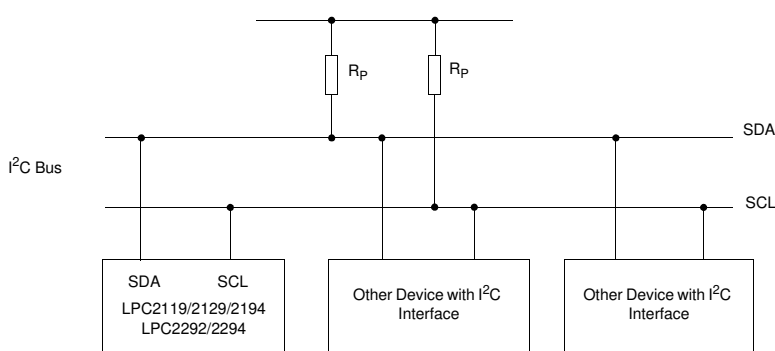 R_P R_P
SDA
I²C Bus
SCL
SDA SCL
LPC2119/2129/2194
LPC2292/2294
Other Device with I²C
Interface
Other Device with I²C
Interface